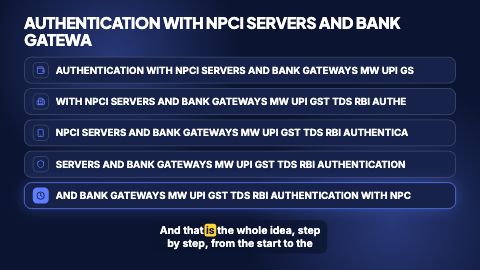 AUTHENTICATION WITH NPCI SERVERS AND BANK
GATEWA
AUTHENTICATION WITH NPCI SERVERS AND BANK GATEWAYS MW UPI GS
WITH NPCI SERVERS AND BANK GATEWAYS MW UPI GST TDS RBI AUTHE
NPCI SERVERS AND BANK GATEWAYS MW UPI GST TDS RBI AUTHENTICA
SERVERS AND BANK GATEWAYS MW UPI GST TDS RBI AUTHENTICATION
AND BANK GATEWAYS MW UPI GST TDS RBI AUTHENTICATION WITH NPC
And that is the whole idea, step
by step, from the start to the